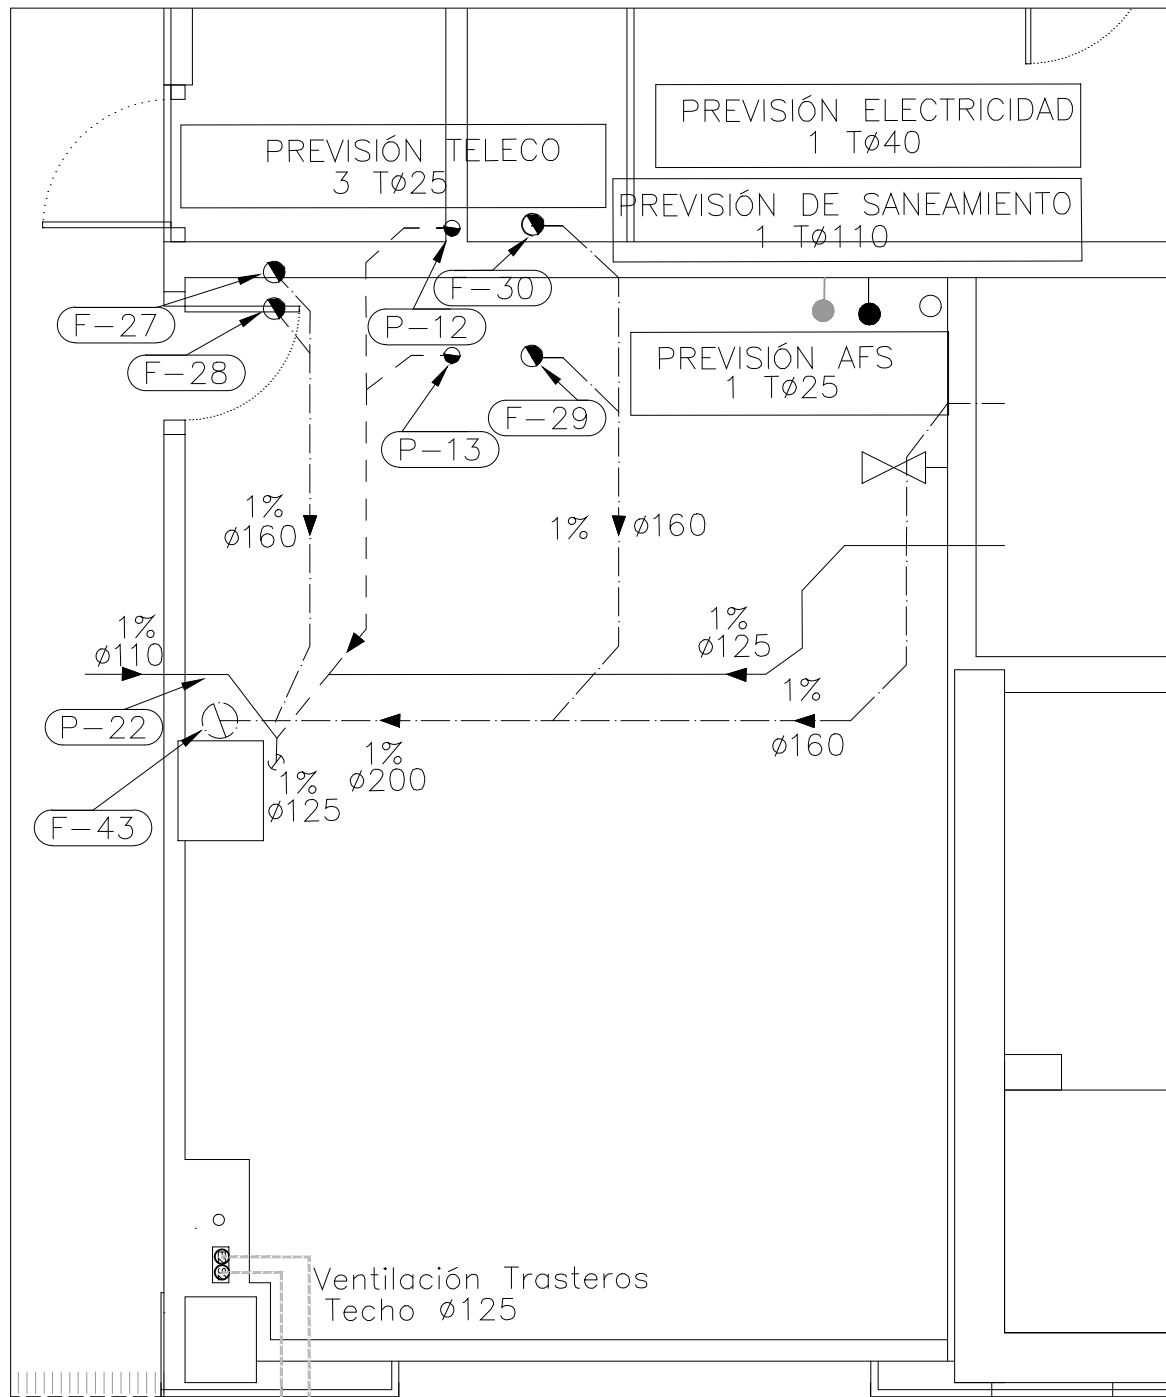 PREVISIÓN ELECTRICIDAD
1 Tø40
PREVISIÓN TELECO
3 Tø25
PREVISIÓN DE SANEAMIENTO
1 Tø110
F-30
F-27
P-12
F-28
PREVISIÓN AFS
1 Tø25
F-29
P-13
1%
ø160
1% ø160
1%
ø110
1%
ø125
1%
ø160
P-22
1%
ø200
1%
ø125
F-43
Ventilación Trasteros
Techo ø125